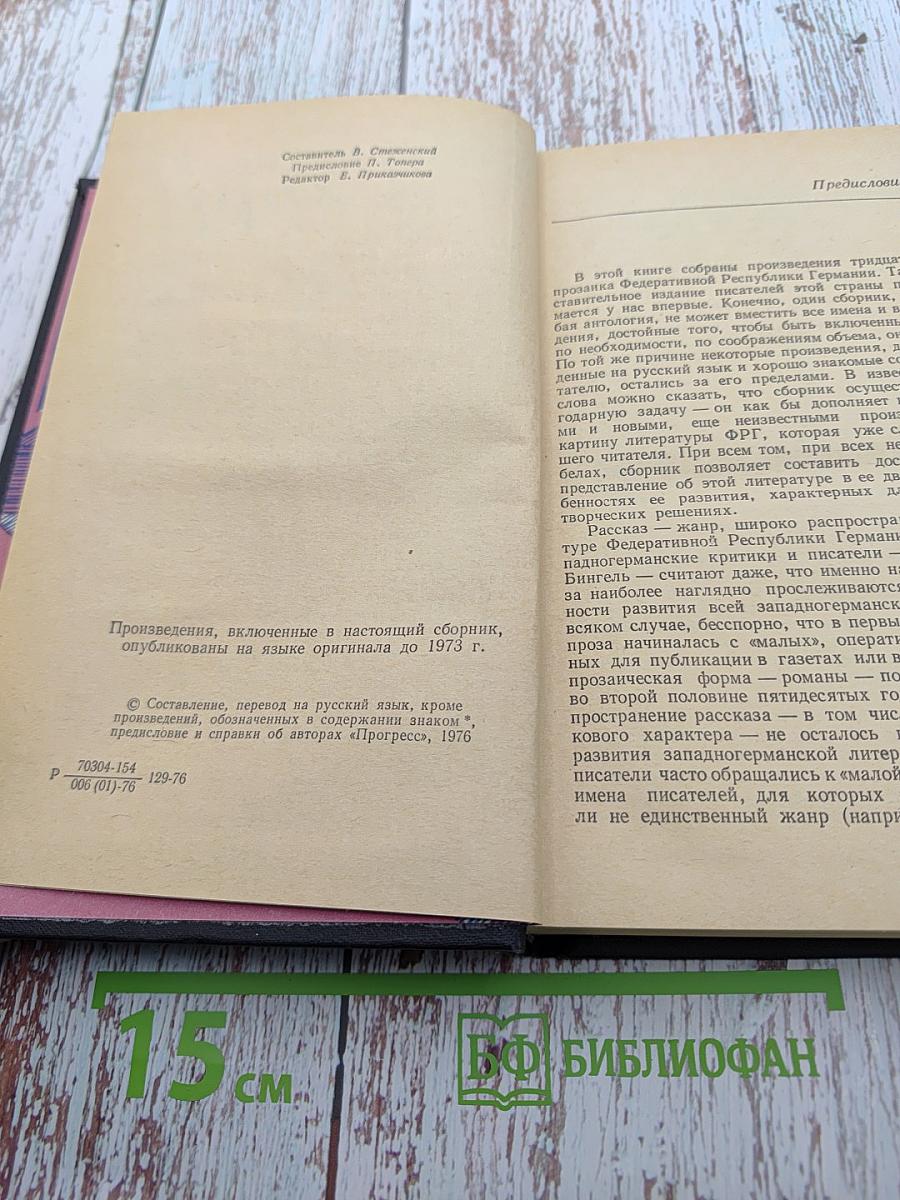 Составитель В. Стеженский
Предисловие П. Топера
Редактор Е. Приказчикова
Произведения, включенные в настоящий сборник,
опубликованы на языке оригинала до 1973 г.
© Составление, перевод на русский язык, кроме
произведений, обозначенных в содержании знаком *,
предисловие и справки об авторах «Прогресс», 1976
Р 70304-154 129-76
006 (01)-76
Предислови
В этой книге собраны произведения тридцат
прозаика Федеративной Республики Германии. Та
ставительное издание писателей этой страны п
мается у нас впервые. Конечно, один сборник,
бая антология, не может вместить все имена и в
дения, достойные того, чтобы быть включенны
по необходимости, по соображениям объема, о
По той же причине некоторые произведения, д
денные на русский язык и хорошо знакомые со
тателю, остались за его пределами. В изве
слова можно сказать, что сборник осущест
годарную задачу — он как бы дополняет
ми и новыми, еще неизвестными произ
картину литературы ФРГ, которая уже сл
шего читателя. При всем том, при всех не
белах, сборник позволяет составить дос
представление об этой литературе в ее дв
бенностях ее развития, характерных дл
творческих решениях.
Рассказ — жанр, широко распростра
туре Федеративной Республики Германи
падногерманские критики и писатели —
Бингель — считают даже, что именно на
за наиболее наглядно прослеживаются
ности развития всей западногерманск
всяком случае, бесспорно, что в первы
проза начиналась с «малых», операти
ных для публикации в газетах или в
прозаическая форма — романы — по
во второй половине пятидесятых го
пространение рассказа — в том числ
кового характера — не осталось
развития западногерманской литер
писатели часто обращались к «малой
имена писателей, для которых
ли не единственный жанр (напри
15 см
БФ БИБЛИОФАН